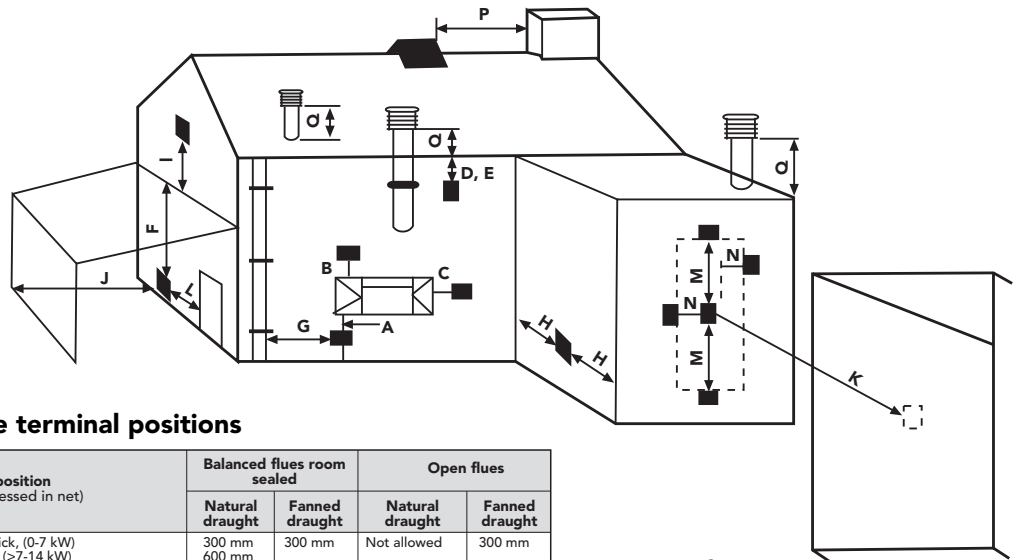 P
Q
Q
D, E
Q
I
F
B
C
N
M
J
L
N
G
A
H
H
M
K
e terminal positions
osition
essed in net)
Balanced flues room sealed
Open flues
Natural draught
Fanned draught
Natural draught
Fanned draught
ick, (0-7 kW)
(>7-14 kW)
300 mm
600 mm
300 mm
Not allowed
300 mm